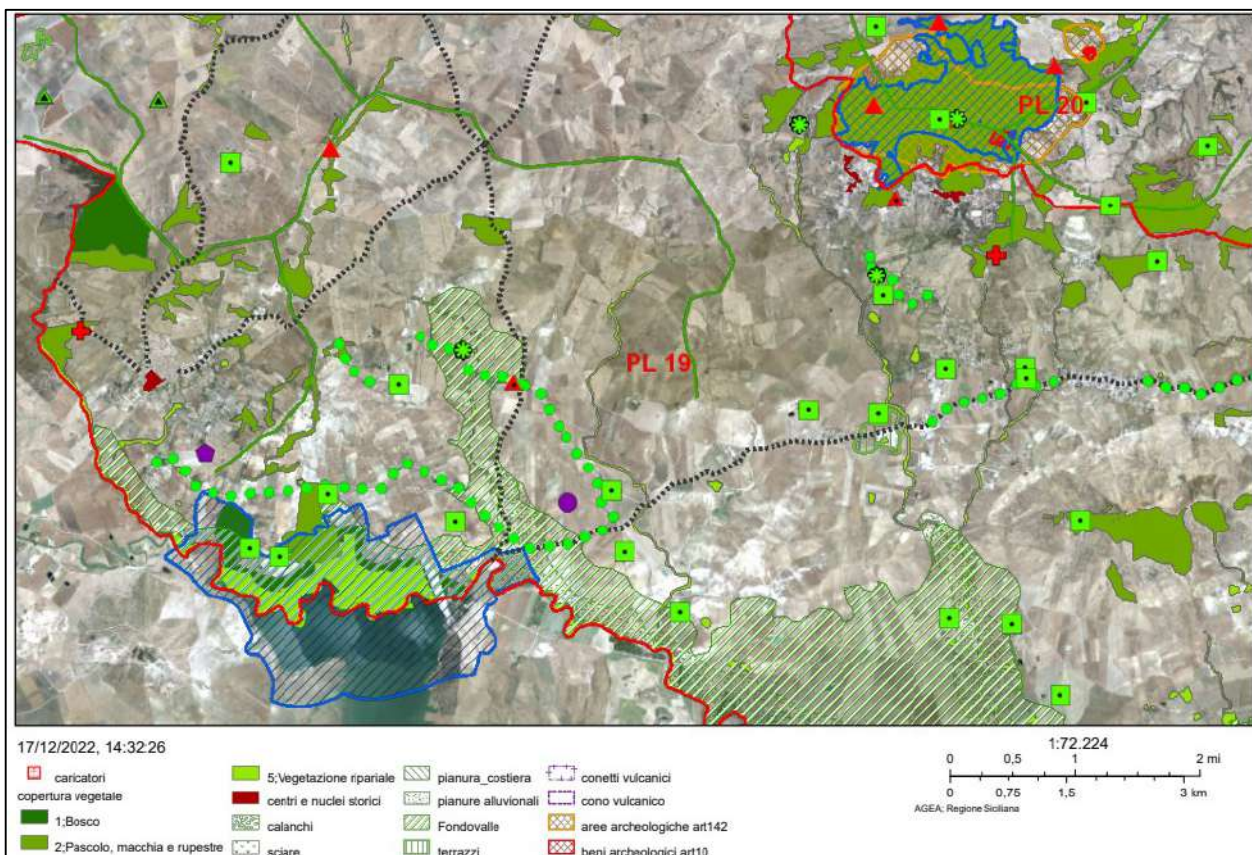 PL 20
PL 19
17/12/2022, 14:32:26
caricatori
copertura vegetale
1;Bosco
2;Pascolo, macchia e rupestre
5;Vegetazione ripariale
centri e nuclei storici
calanchi
sciare
pianura_costiera
pianure alluvionali
Fondovalle
terrazzi
conetti vulcanici
cono vulcanico
aree archeologiche art142
beni archeologici art10
1:72.224
0 0,5 1 2 mi
0 0,75 1,5 3 km
AGEA; Regione Siciliana